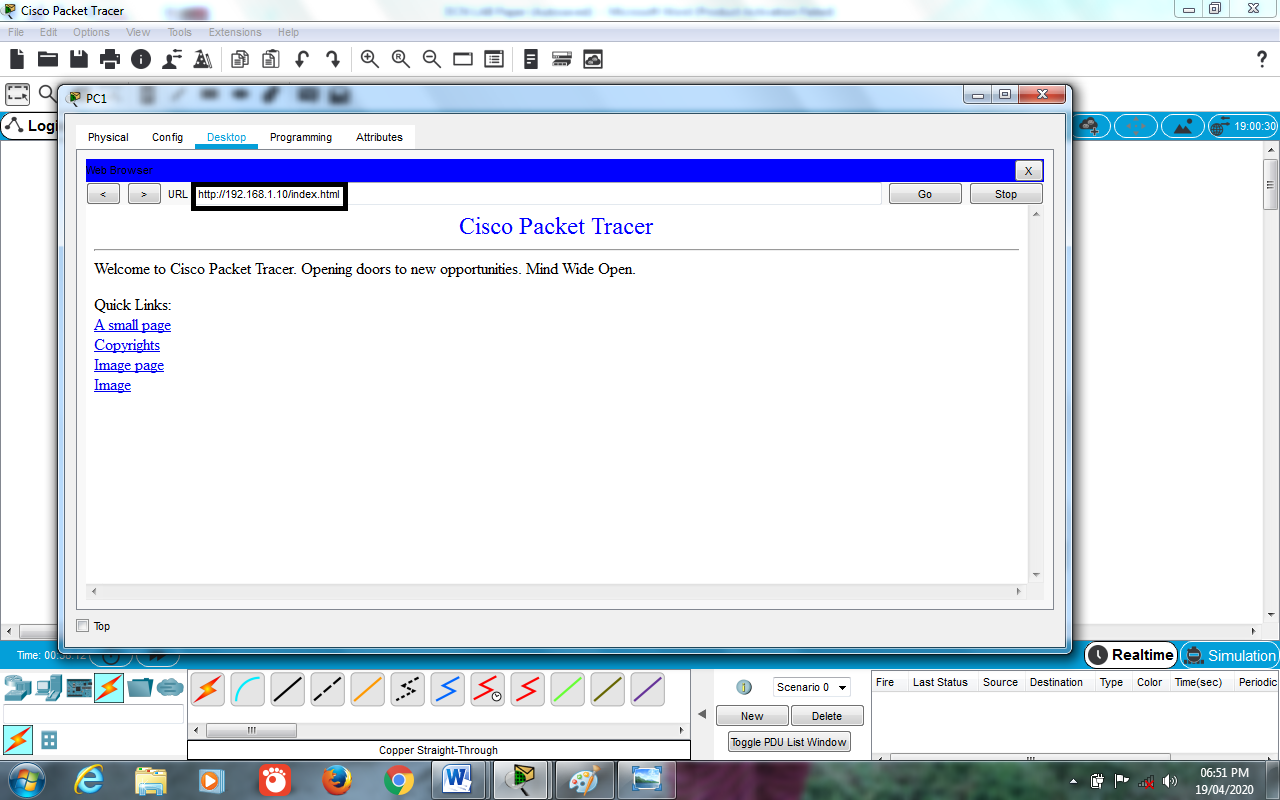 Cisco Packet Tracer
File Edit Options View Tools Extensions Help
?
PC1
Logi
19:00:30
Physical Config Desktop Programming Attributes
Web Browser X
< > URL http://192.168.1.10/index.html Go Stop
Cisco Packet Tracer
Welcome to Cisco Packet Tracer. Opening doors to new opportunities. Mind Wide Open.
Quick Links:
A small page
Copyrights
Image page
Image
Top
Time: 00:
Realtime Simulation
Scenario 0
Fire Last Status Source Destination Type Color Time(sec) Periodic
New Delete
Toggle PDU List Window
Copper Straight-Through
06:51 PM
19/04/2020